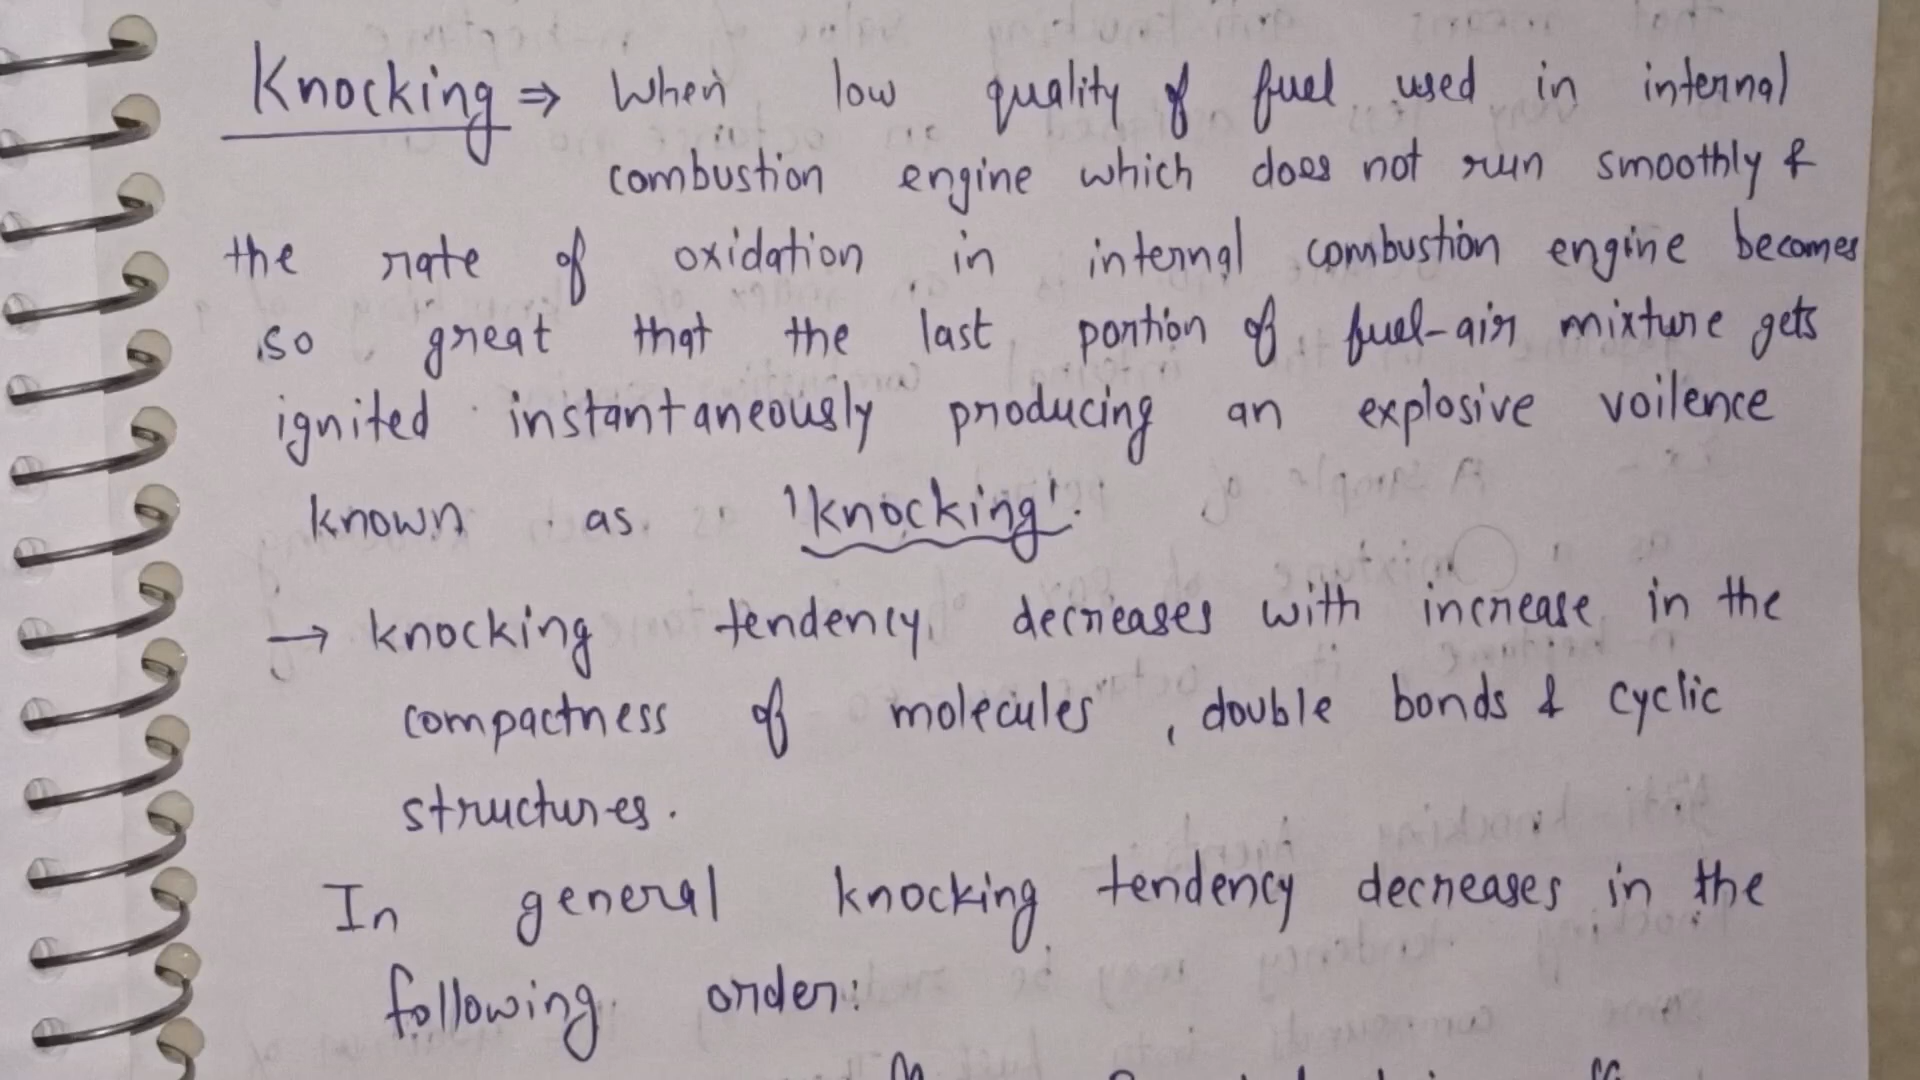 Knocking ⇒ When low quality of fuel used in internal
combustion engine which does not run smoothly &
the rate of oxidation in internal combustion engine becomes
so great that the last portion of fuel-air mixture gets
ignited instantaneously producing an explosive voilence
known as 'knocking'.
→ knocking tendency decreases with increase in the
compactness of molecules, double bonds & cyclic
structures.
In general knocking tendency decreases in the
following order: